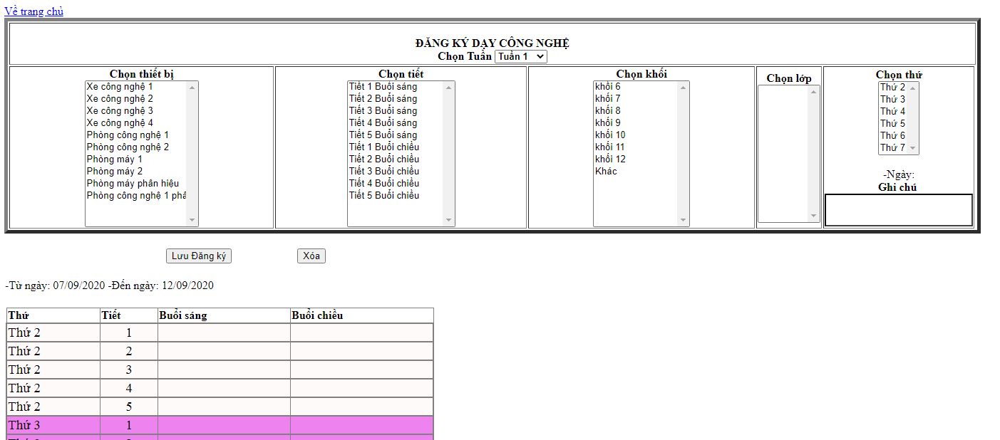 Về trang chủ
ĐĂNG KÝ DẠY CÔNG NGHỆ
Chọn Tuần Tuần 1
Chọn thiết bị
Xe công nghệ 1
Xe công nghệ 2
Xe công nghệ 3
Xe công nghệ 4
Phòng công nghệ 1
Phòng công nghệ 2
Phòng máy 1
Phòng máy 2
Phòng máy phân hiệu
Phòng công nghệ 1 phâ
Chọn tiết
Tiết 1 Buổi sáng
Tiết 2 Buổi sáng
Tiết 3 Buổi sáng
Tiết 4 Buổi sáng
Tiết 5 Buổi sáng
Tiết 1 Buổi chiều
Tiết 2 Buổi chiều
Tiết 3 Buổi chiều
Tiết 4 Buổi chiều
Tiết 5 Buổi chiều
Chọn khối
khối 6
khối 7
khối 8
khối 9
khối 10
khối 11
khối 12
Khác
Chọn lớp
Chọn thứ
Thứ 2
Thứ 3
Thứ 4
Thứ 5
Thứ 6
Thứ 7
-Ngày:
Ghi chú
Lưu Đăng ký Xóa
-Từ ngày: 07/09/2020 -Đến ngày: 12/09/2020
Thứ Tiết Buổi sáng Buổi chiều
Thứ 2 1
Thứ 2 2
Thứ 2 3
Thứ 2 4
Thứ 2 5
Thứ 3 1